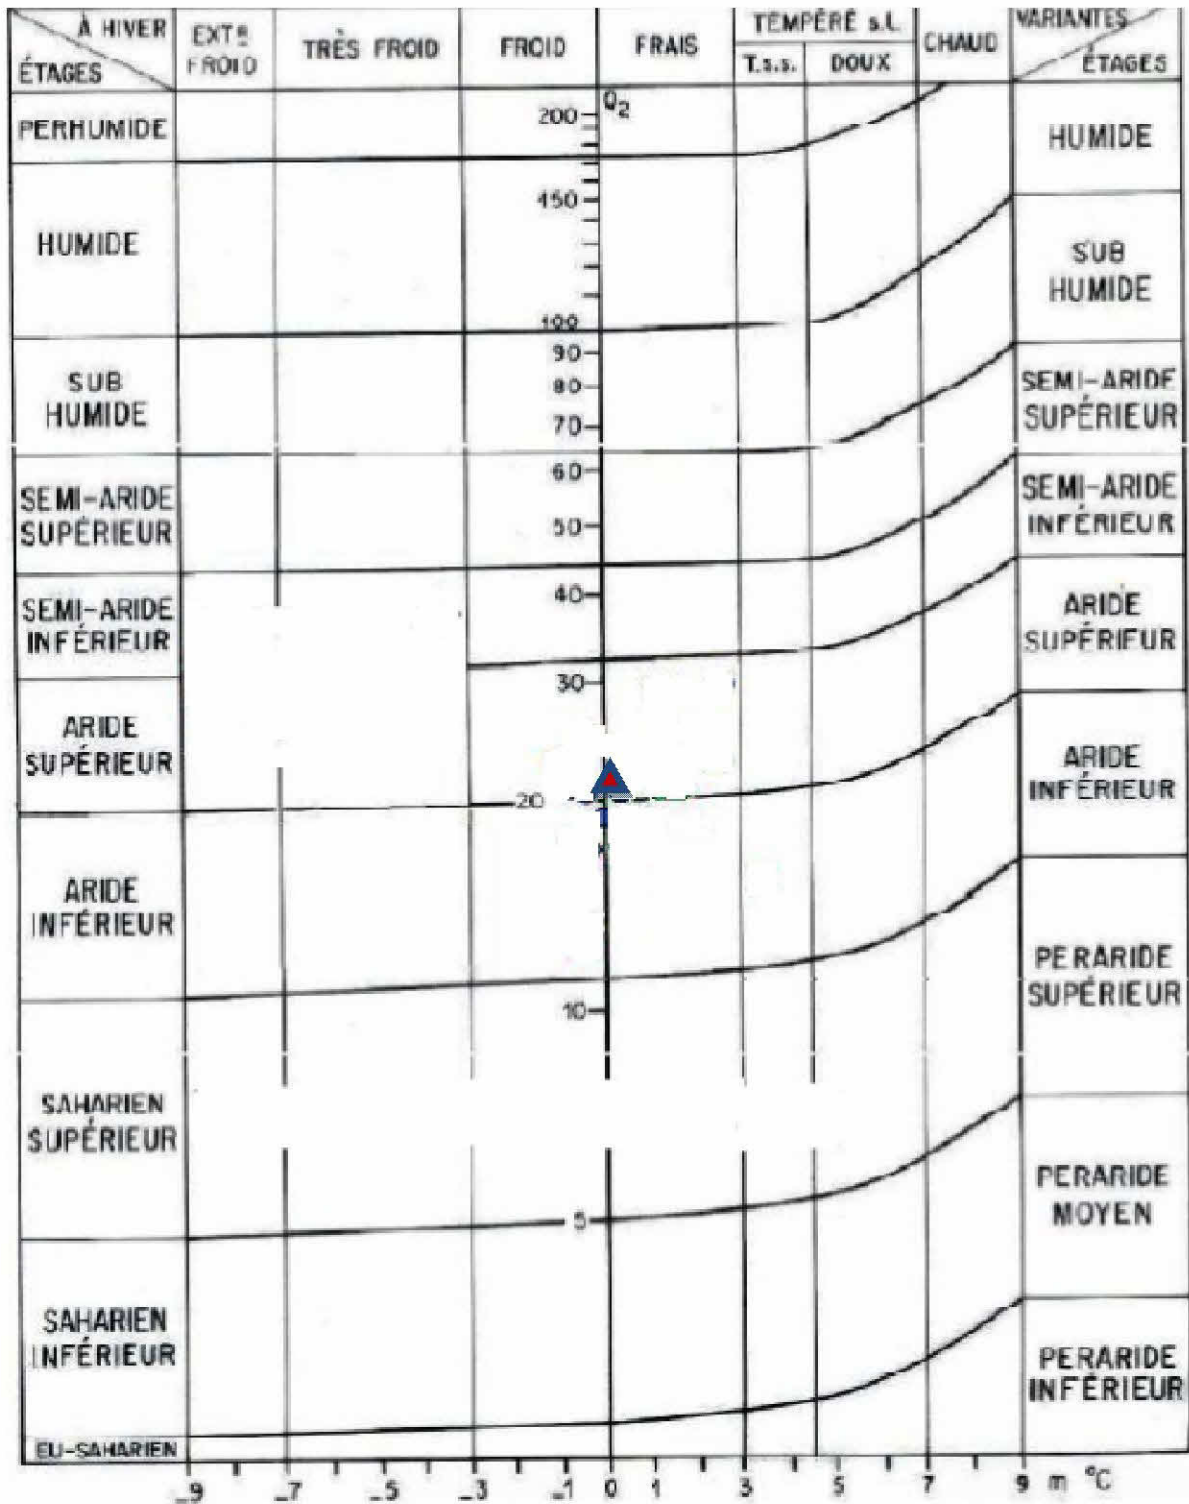 À HIVER
ÉTAGES
EXTᴿ
FROID
TRÈS FROID
FROID
FRAIS
TEMPÉRÉ s.l.
T.s.s.
DOUX
CHAUD
VARIANTES
ÉTAGES
PERHUMIDE
HUMIDE
SUB
HUMIDE
SEMI-ARIDE
SUPÉRIEUR
SEMI-ARIDE
INFÉRIEUR
ARIDE
SUPÉRIEUR
ARIDE
INFÉRIEUR
SAHARIEN
SUPÉRIEUR
SAHARIEN
INFÉRIEUR
EU-SAHARIEN
Q2
200
150
100
90
80
70
60
50
40
30
20
10
5
HUMIDE
SUB
HUMIDE
SEMI-ARIDE
SUPÉRIEUR
SEMI-ARIDE
INFÉRIEUR
ARIDE
SUPÉRIEUR
ARIDE
INFÉRIEUR
PERARIDE
SUPÉRIEUR
PERARIDE
MOYEN
PERARIDE
INFÉRIEUR
-9 -7 -5 -3 -1 0 1 3 5 7 9 m °C